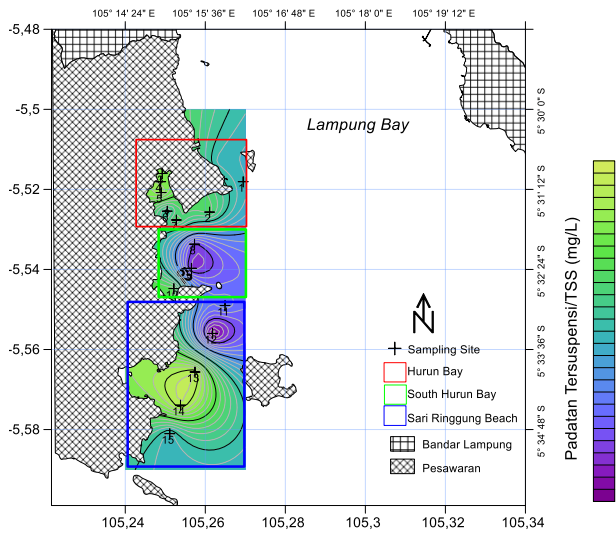 105° 14' 24" E 105° 15' 36" E 105° 16' 48" E 105° 18' 0" E 105° 19' 12" E
-5,48
-5,5
-5,52
-5,54
-5,56
-5,58
105,24 105,26 105,28 105,3 105,32 105,34
5° 30' 0" S
5° 31' 12" S
5° 32' 24" S
5° 33' 36" S
5° 34' 48" S
Lampung Bay
1
2
8
11
12
13
14
15
N
Sampling Site
Hurun Bay
South Hurun Bay
Sari Ringgung Beach
Bandar Lampung
Pesawaran
Padatan Tersuspensi/TSS (mg/L)